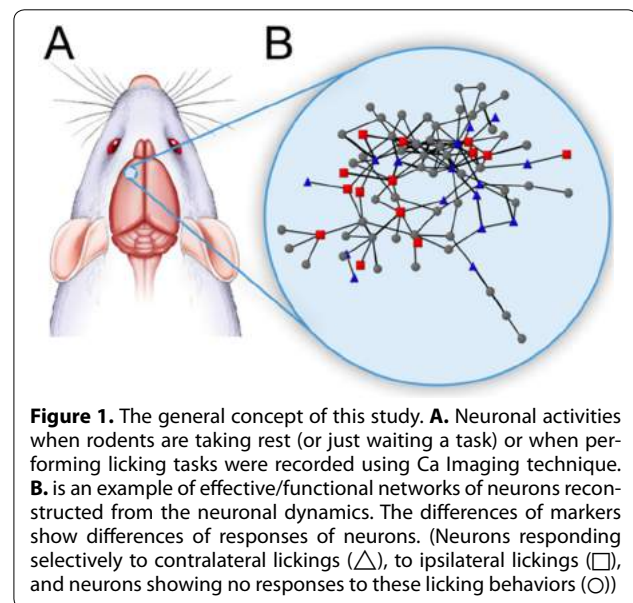 A B
Figure 1. The general concept of this study. A. Neuronal activities
when rodents are taking rest (or just waiting a task) or when per-
forming licking tasks were recorded using Ca Imaging technique.
B. is an example of effective/functional networks of neurons recon-
structed from the neuronal dynamics. The differences of markers
show differences of responses of neurons. (Neurons responding
selectively to contralateral lickings (△), to ipsilateral lickings (□),
and neurons showing no responses to these licking behaviors (○))